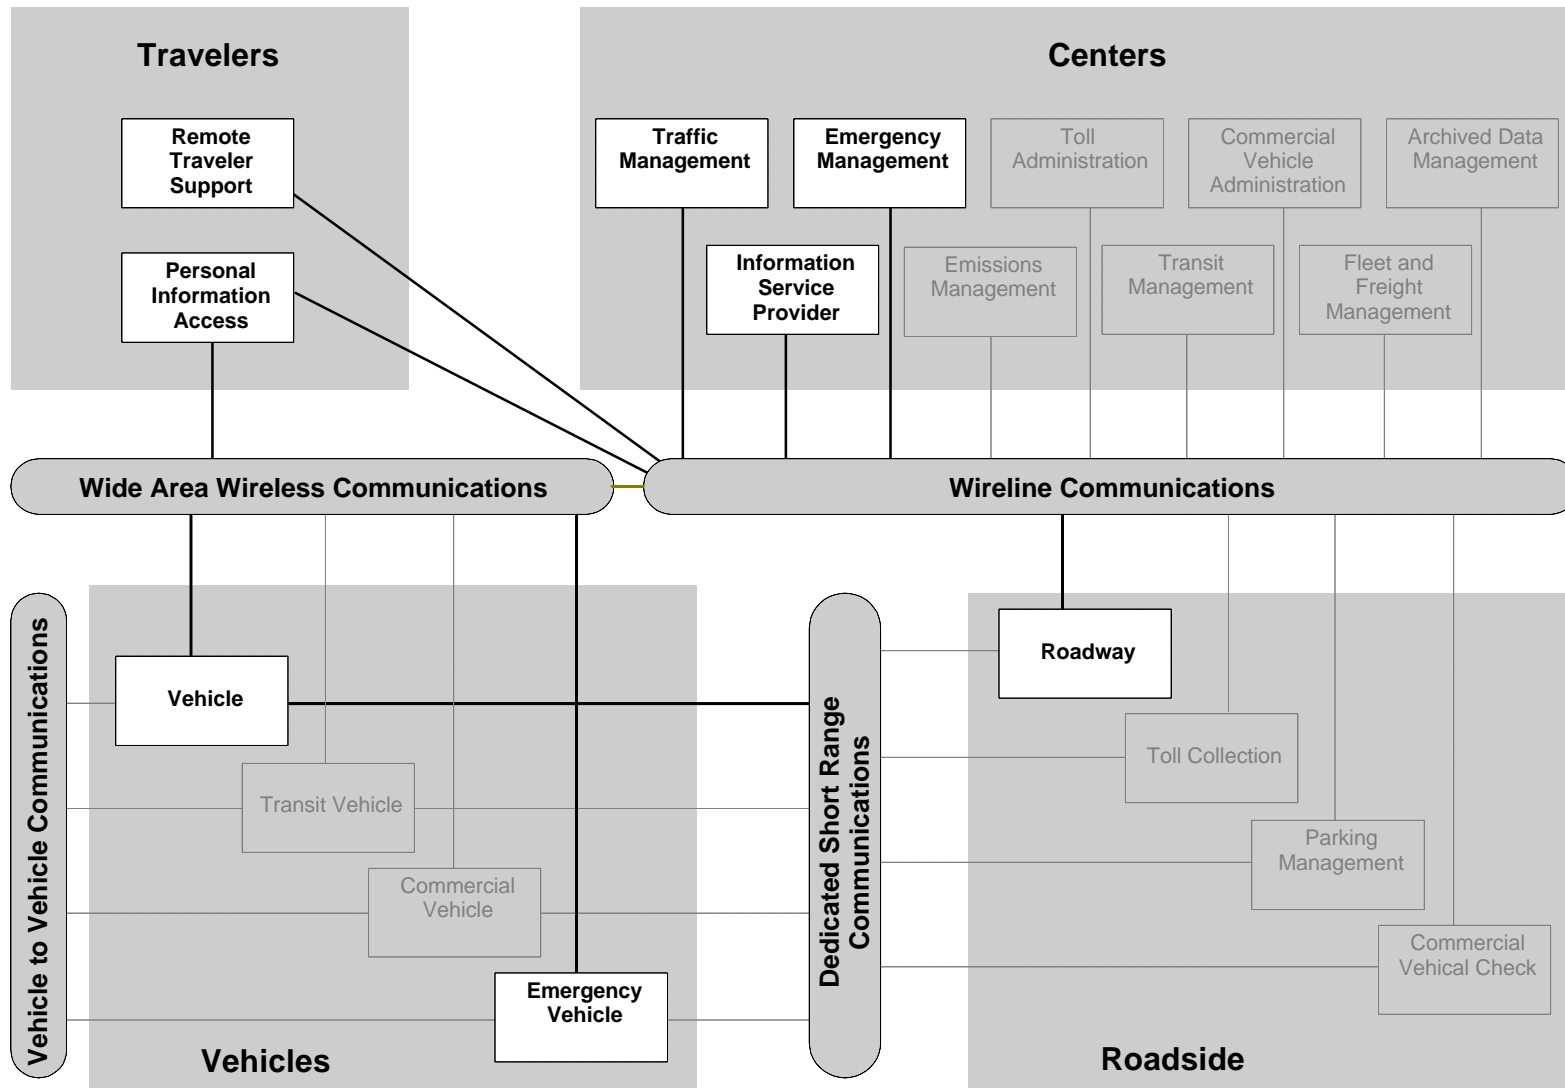 Travelers
Centers
Remote
Traveler
Support
Traffic
Management
Emergency
Management
Toll
Administration
Commercial
Vehicle
Administration
Archived Data
Management
Personal
Information
Access
Information
Service
Provider
Emissions
Management
Transit
Management
Fleet and
Freight
Management
Wide Area Wireless Communications
Wireline Communications
Vehicle to Vehicle Communications
Vehicle
Transit Vehicle
Commercial
Vehicle
Emergency
Vehicle
Vehicles
Dedicated Short Range
Communications
Roadway
Toll Collection
Parking
Management
Commercial
Vehical Check
Roadside